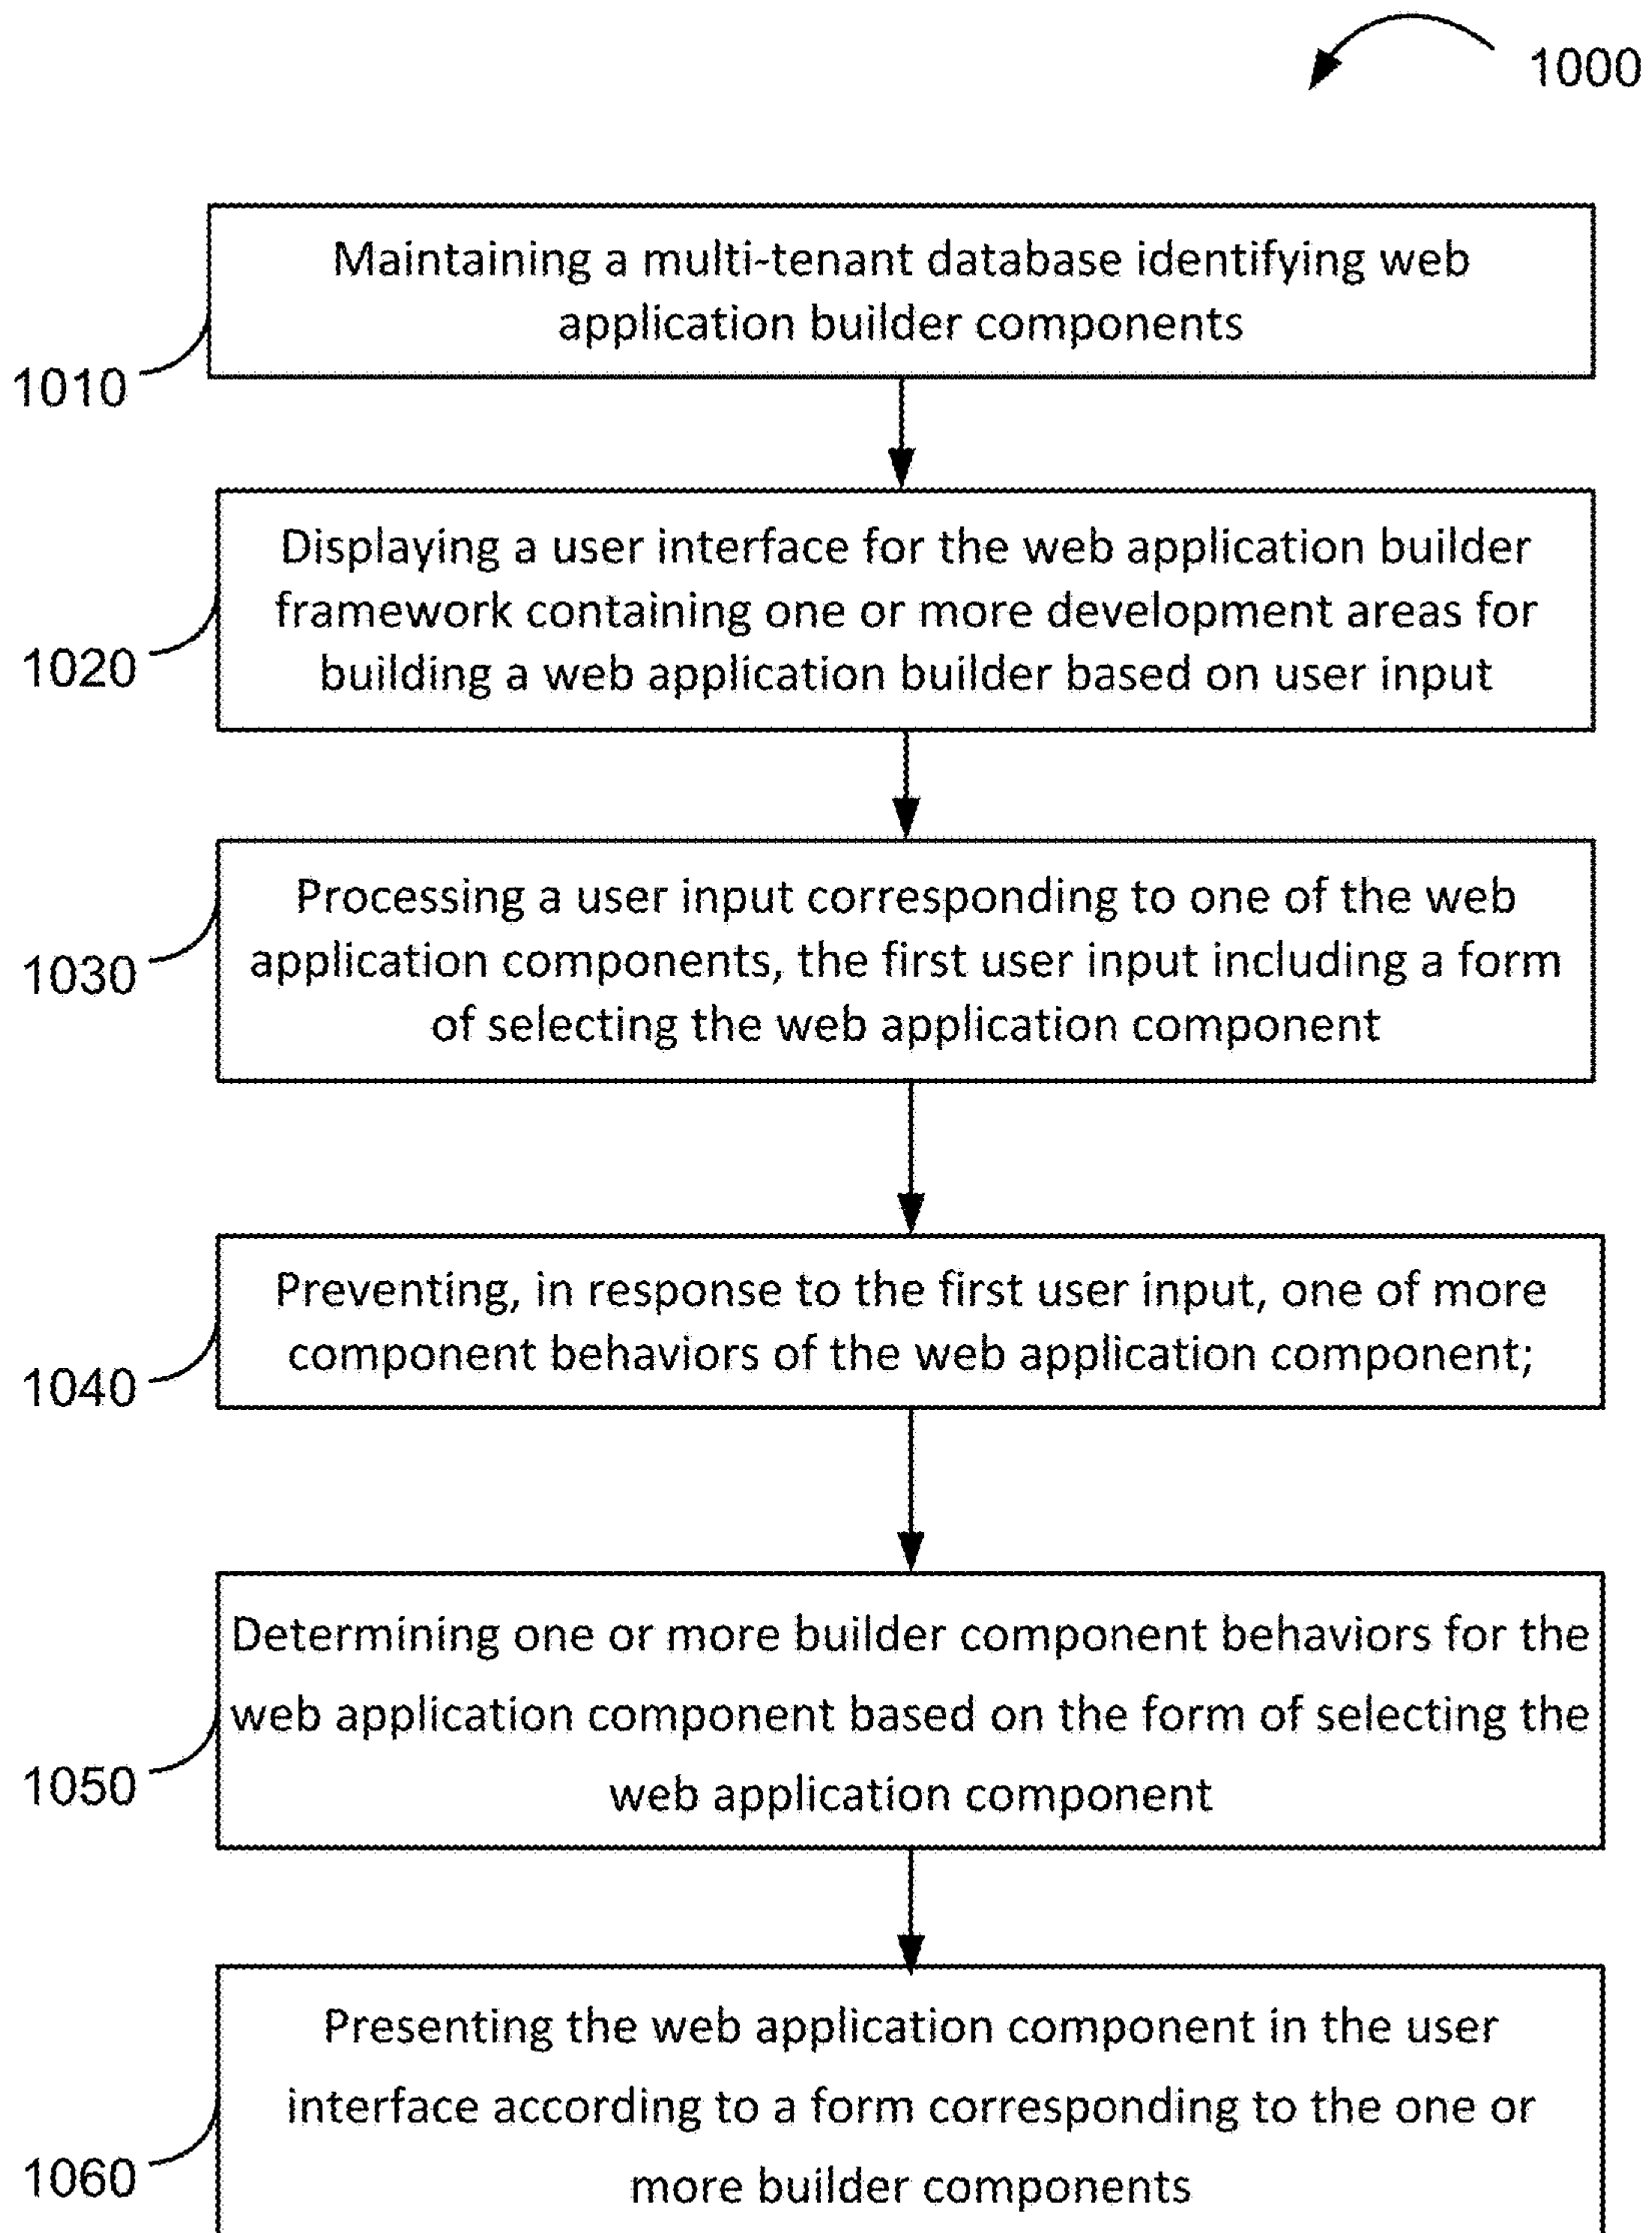 1000
Maintaining a multi-tenant database identifying web
application builder components
1010
Displaying a user interface for the web application builder
framework containing one or more development areas for
building a web application builder based on user input
1020
Processing a user input corresponding to one of the web
application components, the first user input including a form
of selecting the web application component
1030
Preventing, in response to the first user input, one of more
component behaviors of the web application component;
1040
Determining one or more builder component behaviors for the
web application component based on the form of selecting the
web application component
1050
Presenting the web application component in the user
interface according to a form corresponding to the one or
more builder components
1060